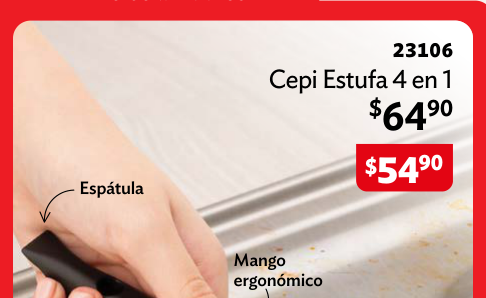 23106
Cepi Estufa 4 en 1
$64⁹⁰
$54⁹⁰
Espátula
Mango
ergonómico